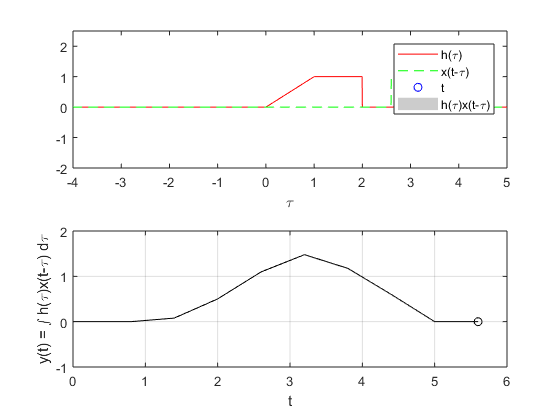 2
1
0
-1
-2
-4 -3 -2 -1 0 1 2 3 4 5
τ
h(τ)
x(t-τ)
t
h(τ)x(t-τ)
y(t) = ∫ h(τ)x(t-τ) dτ
2
1
0
-1
0 1 2 3 4 5 6
t